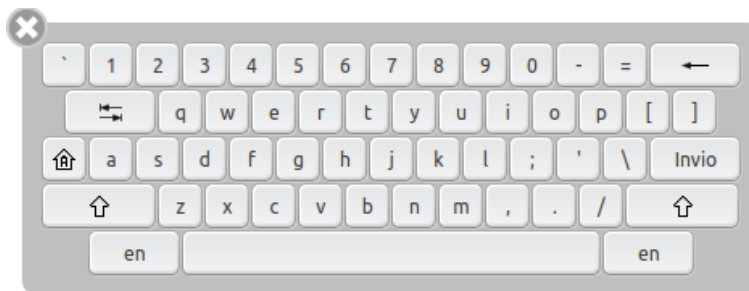 ` 1 2 3 4 5 6 7 8 9 0 - =
q w e r t y u i o p [ ]
A a s d f g h j k l ; ' \ Invio
z x c v b n m , . /
en en